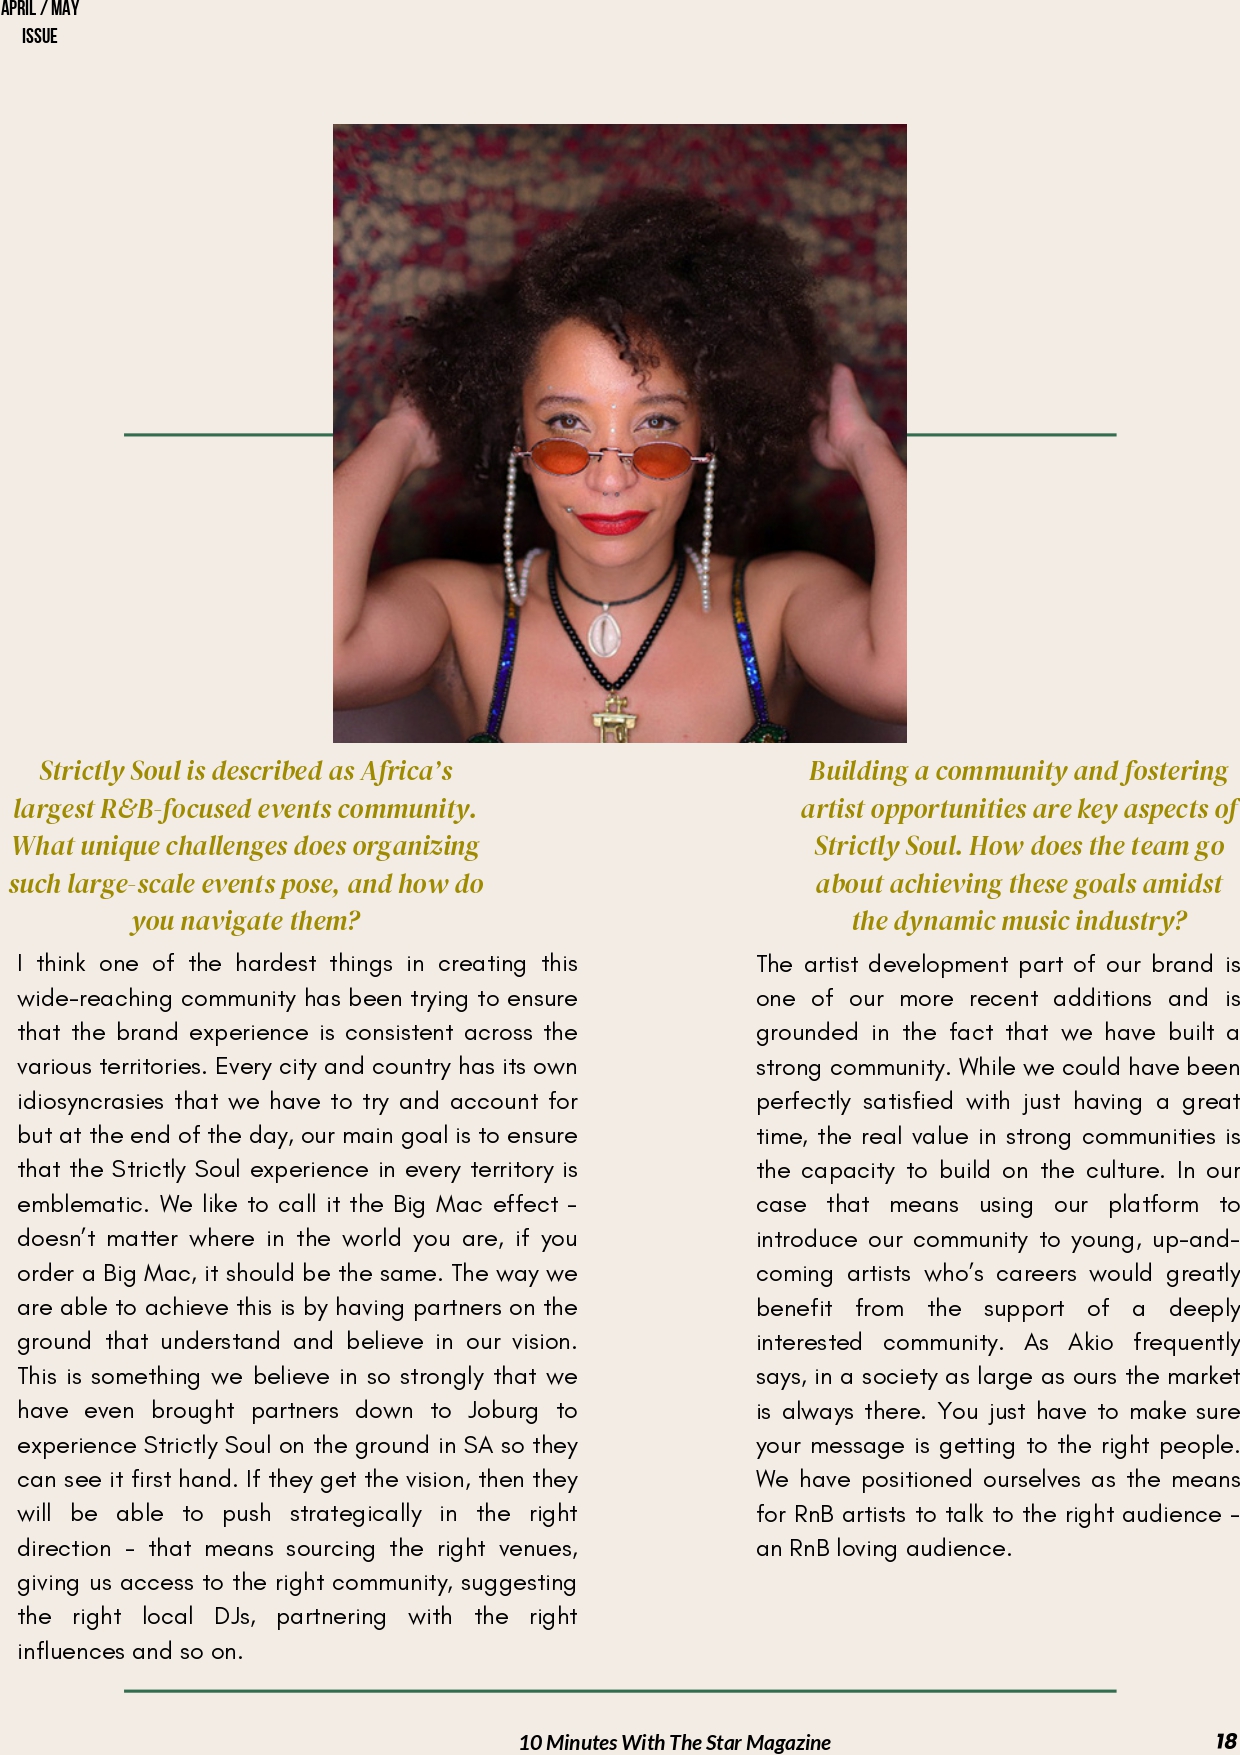 APRIL / MAY
ISSUE
Strictly Soul is described as Africa’s
largest R&B-focused events community.
What unique challenges does organizing
such large-scale events pose, and how do
you navigate them?
I think one of the hardest things in creating this
wide-reaching community has been trying to ensure
that the brand experience is consistent across the
various territories. Every city and country has its own
idiosyncrasies that we have to try and account for
but at the end of the day, our main goal is to ensure
that the Strictly Soul experience in every territory is
emblematic. We like to call it the Big Mac effect -
doesn’t matter where in the world you are, if you
order a Big Mac, it should be the same. The way we
are able to achieve this is by having partners on the
ground that understand and believe in our vision.
This is something we believe in so strongly that we
have even brought partners down to Joburg to
experience Strictly Soul on the ground in SA so they
can see it first hand. If they get the vision, then they
will be able to push strategically in the right
direction - that means sourcing the right venues,
giving us access to the right community, suggesting
the right local DJs, partnering with the right
influences and so on.
Building a community and fostering
artist opportunities are key aspects of
Strictly Soul. How does the team go
about achieving these goals amidst
the dynamic music industry?
The artist development part of our brand is
one of our more recent additions and is
grounded in the fact that we have built a
strong community. While we could have been
perfectly satisfied with just having a great
time, the real value in strong communities is
the capacity to build on the culture. In our
case that means using our platform to
introduce our community to young, up-and-
coming artists who’s careers would greatly
benefit from the support of a deeply
interested community. As Akio frequently
says, in a society as large as ours the market
is always there. You just have to make sure
your message is getting to the right people.
We have positioned ourselves as the means
for RnB artists to talk to the right audience -
an RnB loving audience.
10 Minutes With The Star Magazine
18